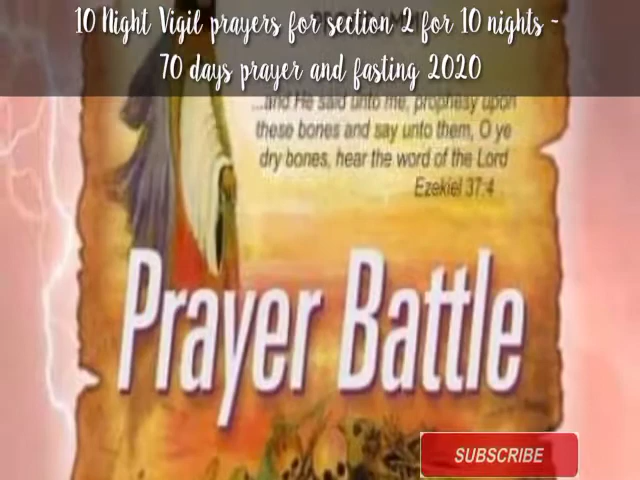 10 Night Vigil prayers for section 2 for 10 nights -
70 days prayer and fasting 2020
...and He said unto me, prophesy upon
these bones and say unto them, O ye
dry bones, hear the word of the Lord
Ezekiel 37:4
Prayer Battle
SUBSCRIBE